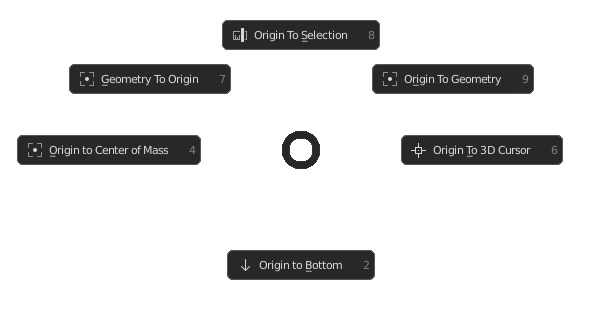 Origin To Selection 8
Geometry To Origin 7
Origin To Geometry 9
Origin to Center of Mass 4
Origin To 3D Cursor 6
Origin to Bottom 2